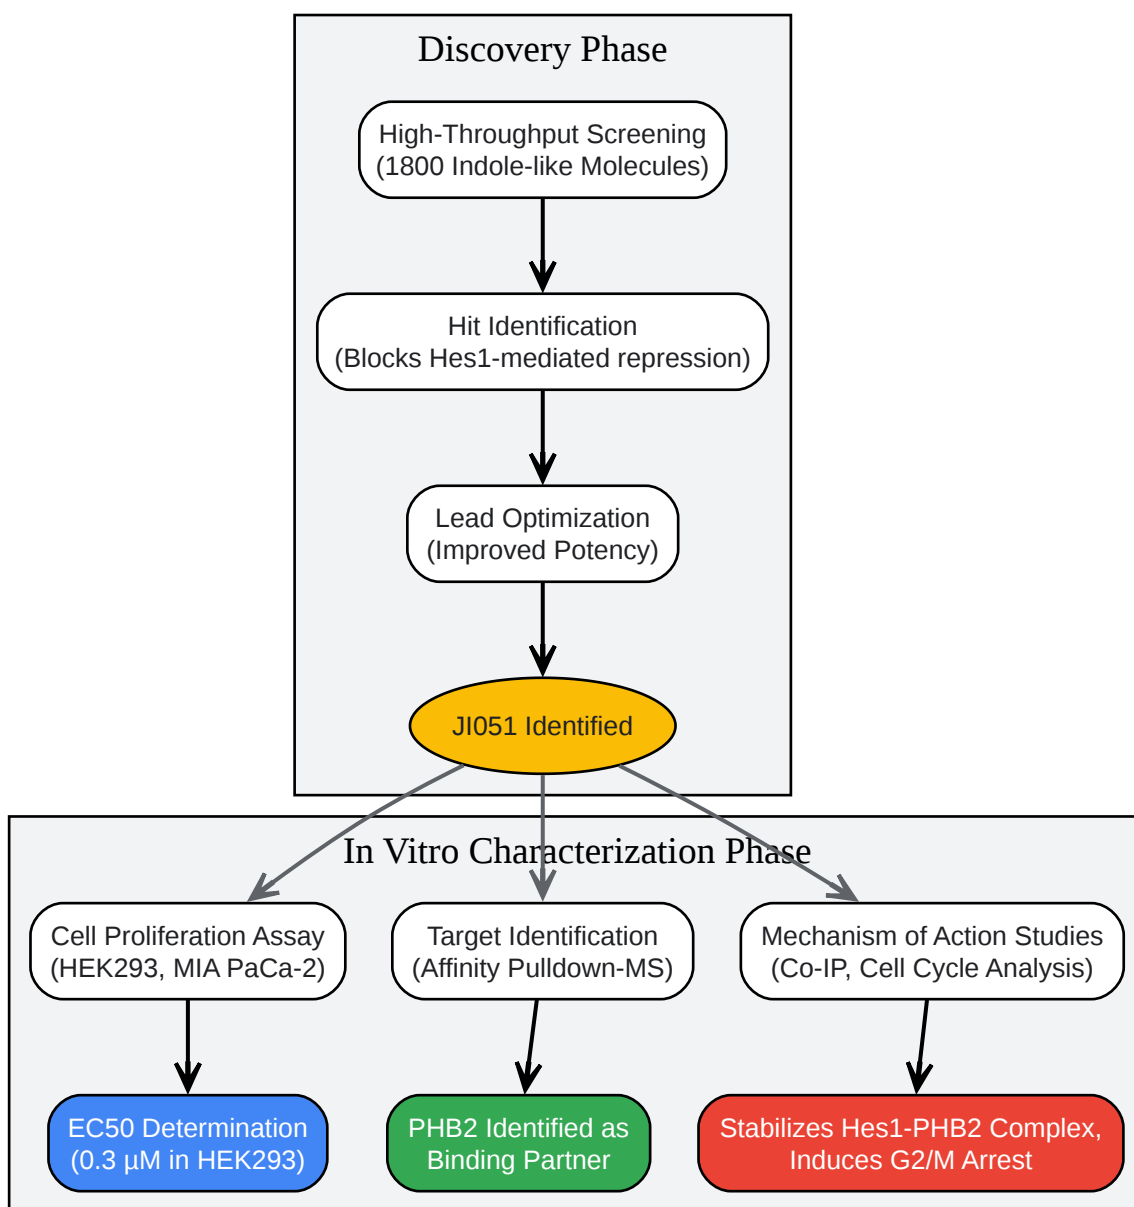 Discovery Phase
High-Throughput Screening
(1800 Indole-like Molecules)
Hit Identification
(Blocks Hes1-mediated repression)
Lead Optimization
(Improved Potency)
JI051 Identified
In Vitro Characterization Phase
Cell Proliferation Assay
(HEK293, MIA PaCa-2)
Target Identification
(Affinity Pulldown-MS)
Mechanism of Action Studies
(Co-IP, Cell Cycle Analysis)
EC50 Determination
(0.3 µM in HEK293)
PHB2 Identified as
Binding Partner
Stabilizes Hes1-PHB2 Complex,
Induces G2/M Arrest